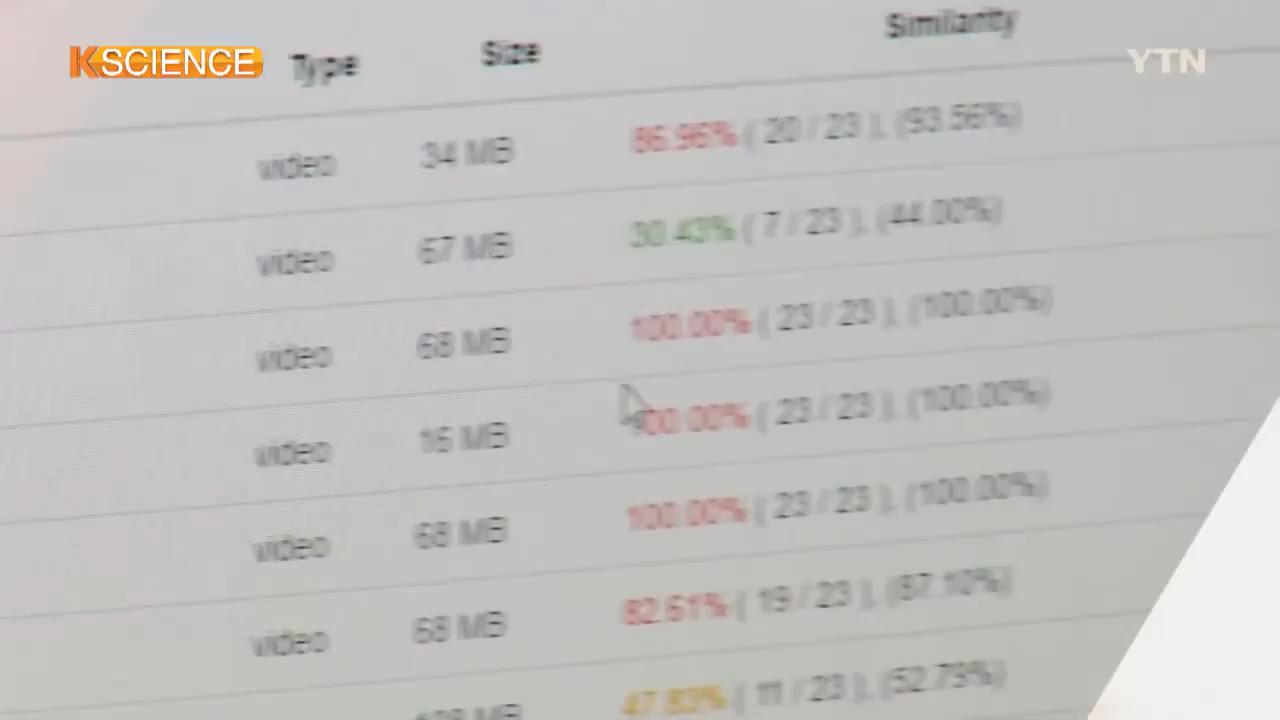 KSCIENCE
YTN
Type Size Similarity
video 34 MB 86.96% ( 20 / 23 ), (93.56%)
video 67 MB 30.43% ( 7 / 23 ), (44.00%)
video 68 MB 100.00% ( 23 / 23 ), (100.00%)
video 16 MB 100.00% ( 23 / 23 ), (100.00%)
video 68 MB 100.00% ( 23 / 23 ), (100.00%)
video 68 MB 82.61% ( 19 / 23 ), (87.10%)
MB 47.83% ( 11 / 23 ), (52.79%)